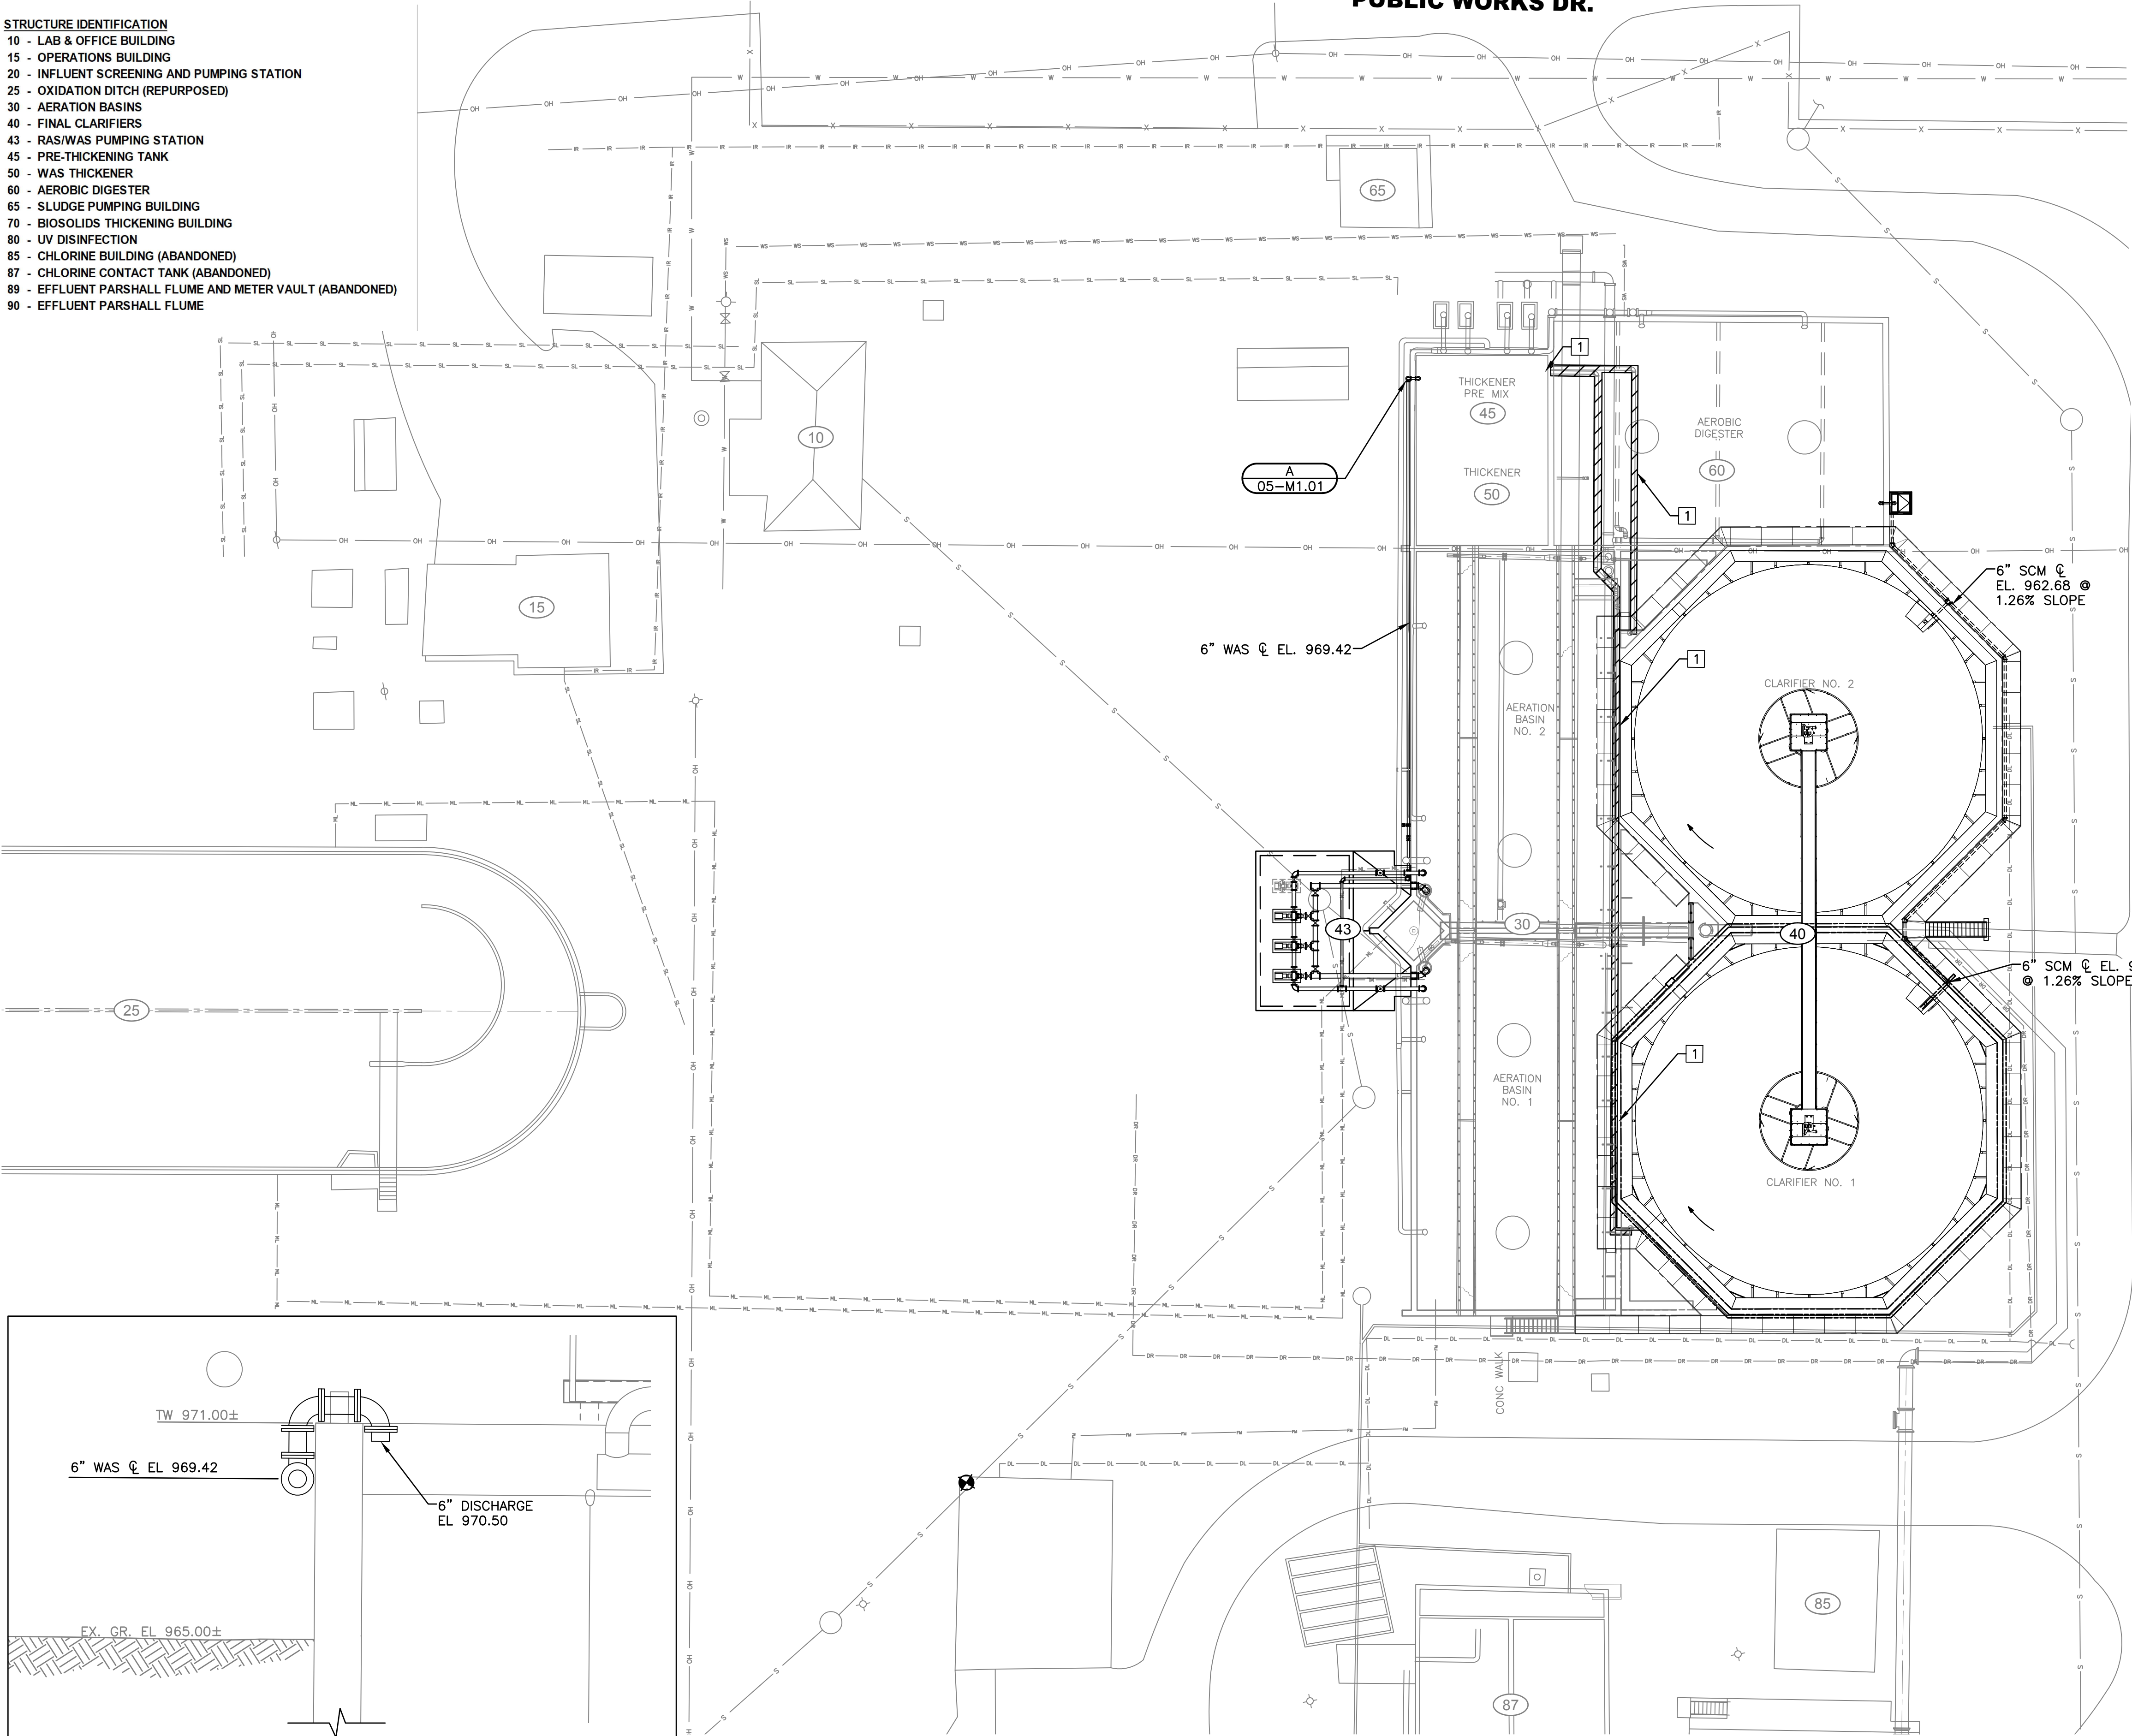 PUBLIC WORKS DR.
STRUCTURE IDENTIFICATION
10 - LAB & OFFICE BUILDING
15 - OPERATIONS BUILDING
20 - INFLUENT SCREENING AND PUMPING STATION
25 - OXIDATION DITCH (REPURPOSED)
30 - AERATION BASINS
40 - FINAL CLARIFIERS
43 - RAS/WAS PUMPING STATION
45 - PRE-THICKENING TANK
50 - WAS THICKENER
60 - AEROBIC DIGESTER
65 - SLUDGE PUMPING BUILDING
70 - BIOSOLIDS THICKENING BUILDING
80 - UV DISINFECTION
85 - CHLORINE BUILDING (ABANDONED)
87 - CHLORINE CONTACT TANK (ABANDONED)
89 - EFFLUENT PARSHALL FLUME AND METER VAULT (ABANDONED)
90 - EFFLUENT PARSHALL FLUME
65
1
THICKENER
PRE MIX
45
10
AEROBIC
DIGESTER
60
A
05-M1.01
THICKENER
50
1
15
6" SCM ℄
EL. 962.68 @
1.26% SLOPE
6" WAS ℄ EL. 969.42
1
CLARIFIER NO. 2
AERATION
BASIN
NO. 2
43
30
40
6" SCM ℄ EL. 9
@ 1.26% SLOPE
25
1
AERATION
BASIN
NO. 1
CLARIFIER NO. 1
CONC WALK
TW 971.00±
6" WAS ℄ EL 969.42
6" DISCHARGE
EL 970.50
EX. GR. EL 965.00±
85
87